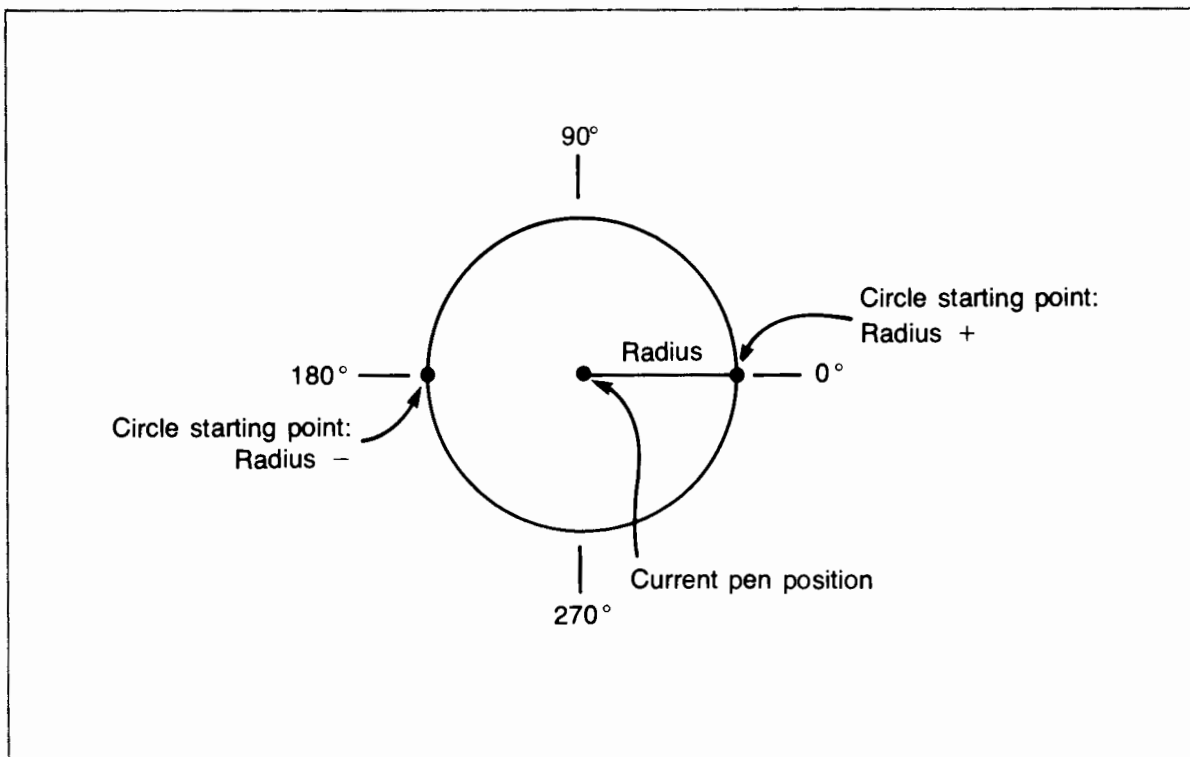 90°
Circle starting point:
Radius +
Radius
180°
0°
Circle starting point:
Radius −
Current pen position
270°